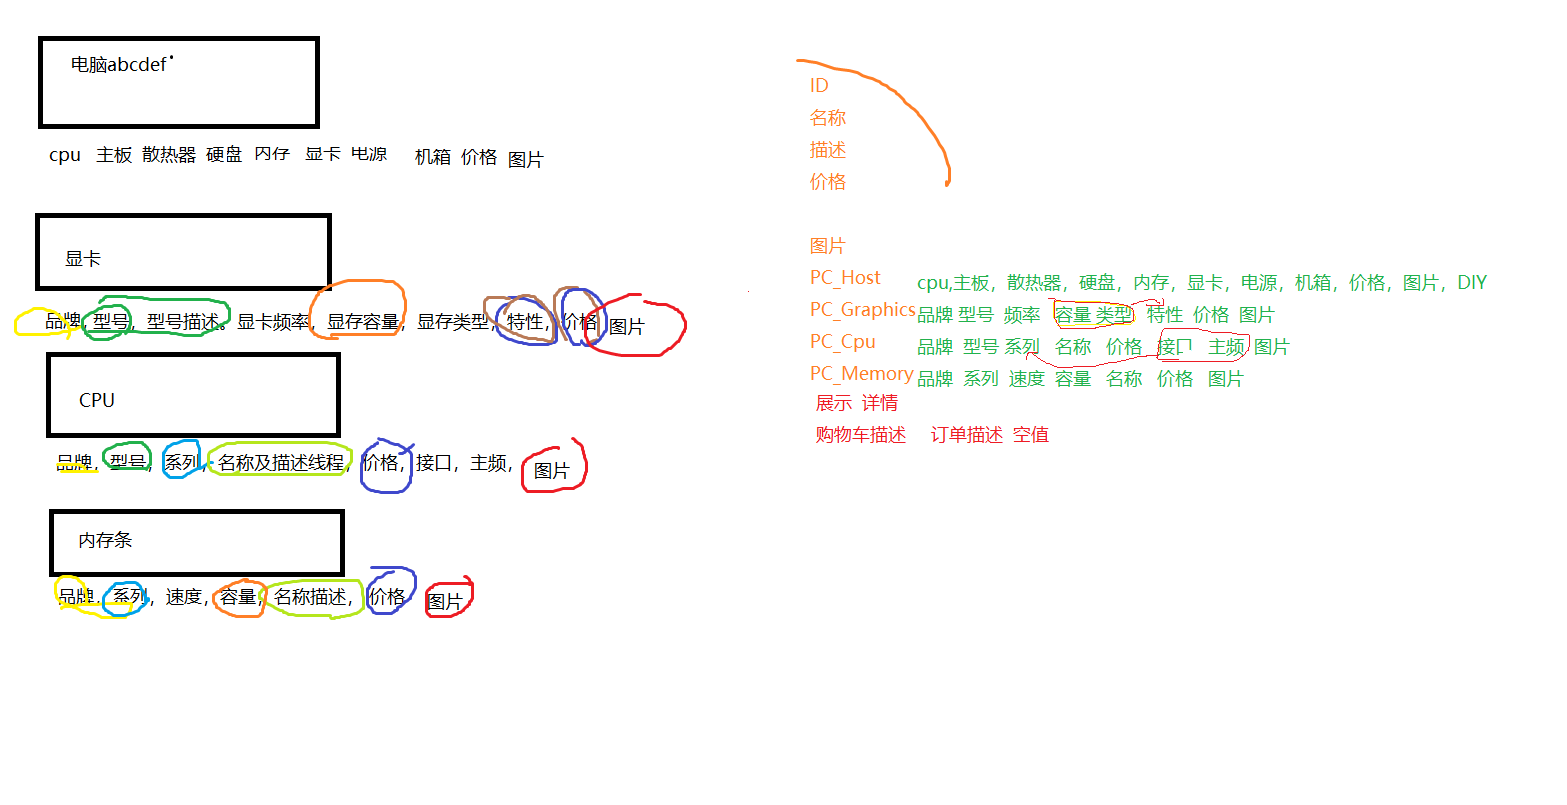 电脑abcdef
cpu 主板 散热器 硬盘 内存 显卡 电源 机箱 价格 图片
显卡
品牌，型号，型号描述。显卡频率，显存容量，显存类型，特性，价格 图片
CPU
品牌，型号，系列，名称及描述线程，价格，接口，主频，图片
内存条
品牌，系列，速度，容量，名称描述，价格 图片
ID
名称
描述
价格
图片
PC_Host cpu,主板，散热器，硬盘，内存，显卡，电源，机箱，价格，图片，DIY
PC_Graphics 品牌 型号 频率 容量 类型 特性 价格 图片
PC_Cpu 品牌 型号 系列 名称 价格 接口 主频 图片
PC_Memory 品牌 系列 速度 容量 名称 价格 图片
展示 详情
购物车描述 订单描述 空值